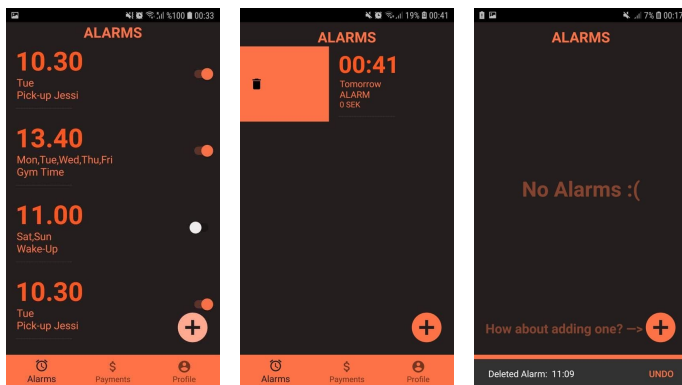 %100 00:33
ALARMS
10.30
Tue
Pick-up Jessi
13.40
Mon,Tue,Wed,Thu,Fri
Gym Time
11.00
Sat,Sun
Wake-Up
10.30
Tue
Pick-up Jessi
+
Alarms
$
Payments
Profile
19% 00:41
ALARMS
00:41
Tomorrow
ALARM
0 SEK
+
Alarms
$
Payments
Profile
7% 00:17
ALARMS
No Alarms :(
How about adding one? —>
+
Deleted Alarm: 11:09
UNDO